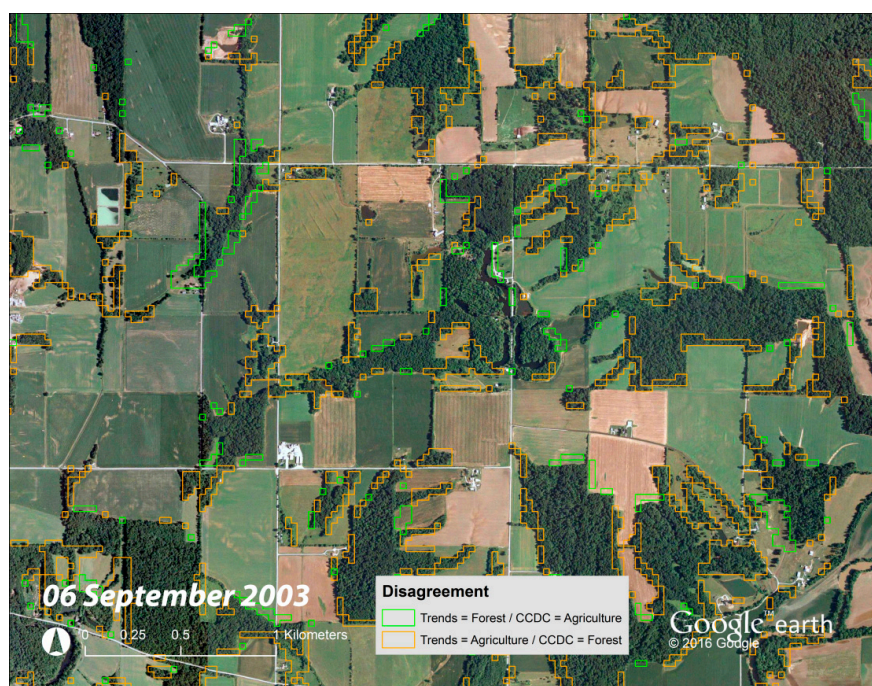 06 September 2003
0 0.25 0.5 1 Kilometers
Disagreement
Trends = Forest / CCDC = Agriculture
Trends = Agriculture / CCDC = Forest
Google earth
© 2016 Google